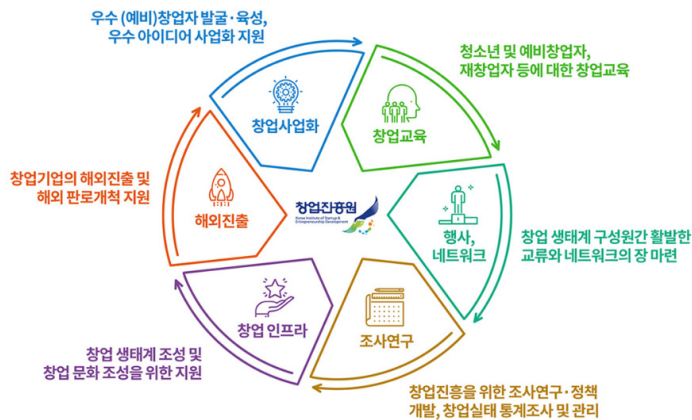 우수 (예비)창업자 발굴·육성,
우수 아이디어 사업화 지원
창업사업화
청소년 및 예비창업자,
재창업자 등에 대한 창업교육
창업교육
행사,
네트워크
창업 생태계 구성원간 활발한
교류와 네트워크의 장 마련
조사연구
창업진흥을 위한 조사연구·정책
개발, 창업실태 통계조사 및 관리
창업 인프라
창업 생태계 조성 및
창업 문화 조성을 위한 지원
해외진출
창업기업의 해외진출 및
해외 판로개척 지원
창업진흥원
Korea Institute of Startup &
Entrepreneurship Development